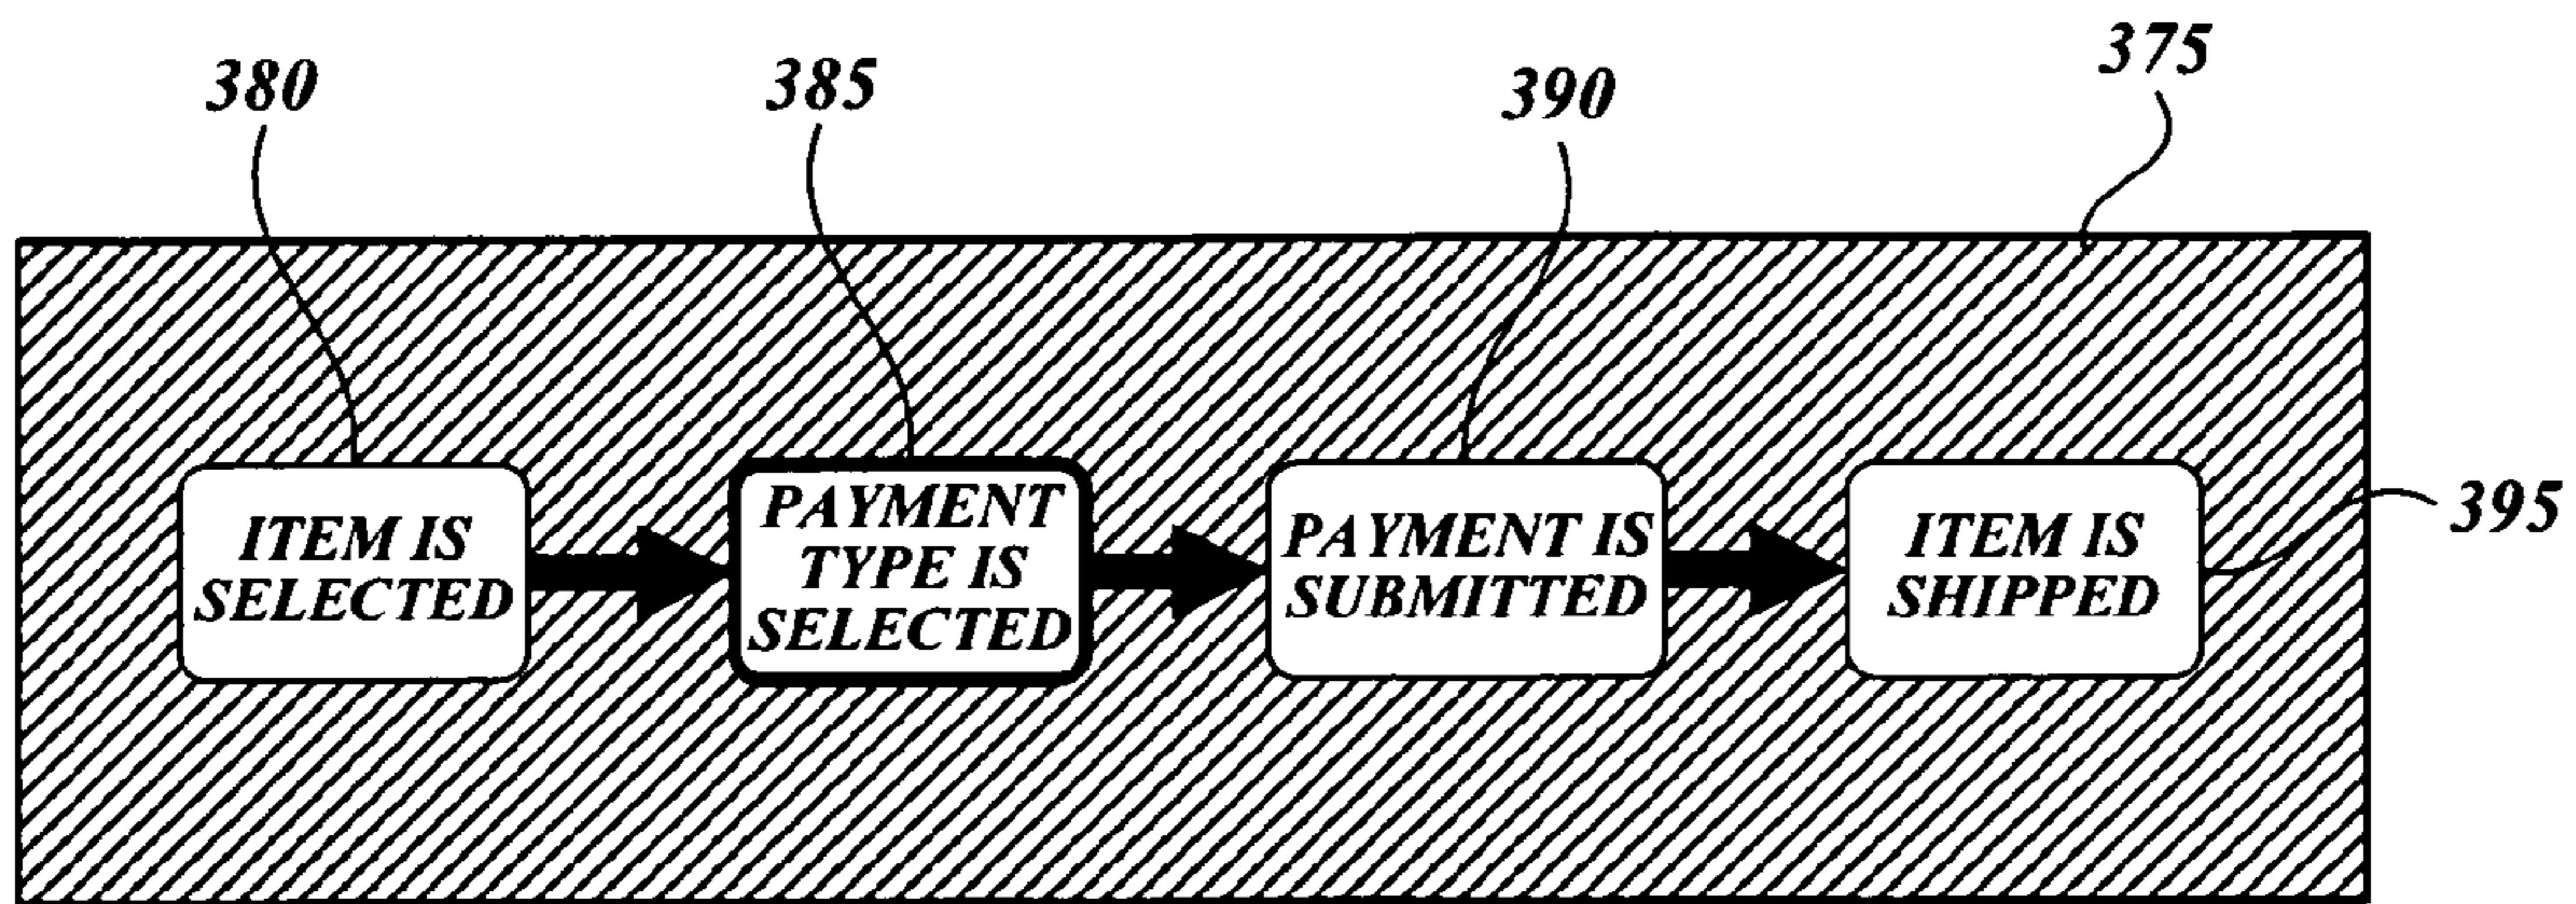 375
380
385
390
ITEM IS
SELECTED
PAYMENT
TYPE IS
SELECTED
PAYMENT IS
SUBMITTED
ITEM IS
SHIPPED
395